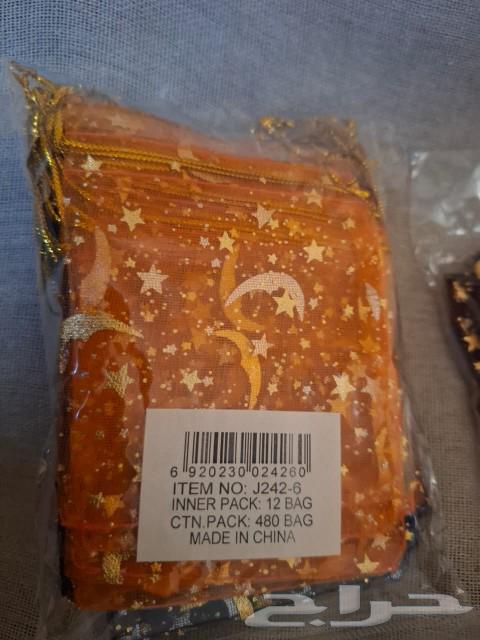 6 920230 024260
ITEM NO: J242-6
INNER PACK: 12 BAG
CTN.PACK: 480 BAG
MADE IN CHINA
حراج